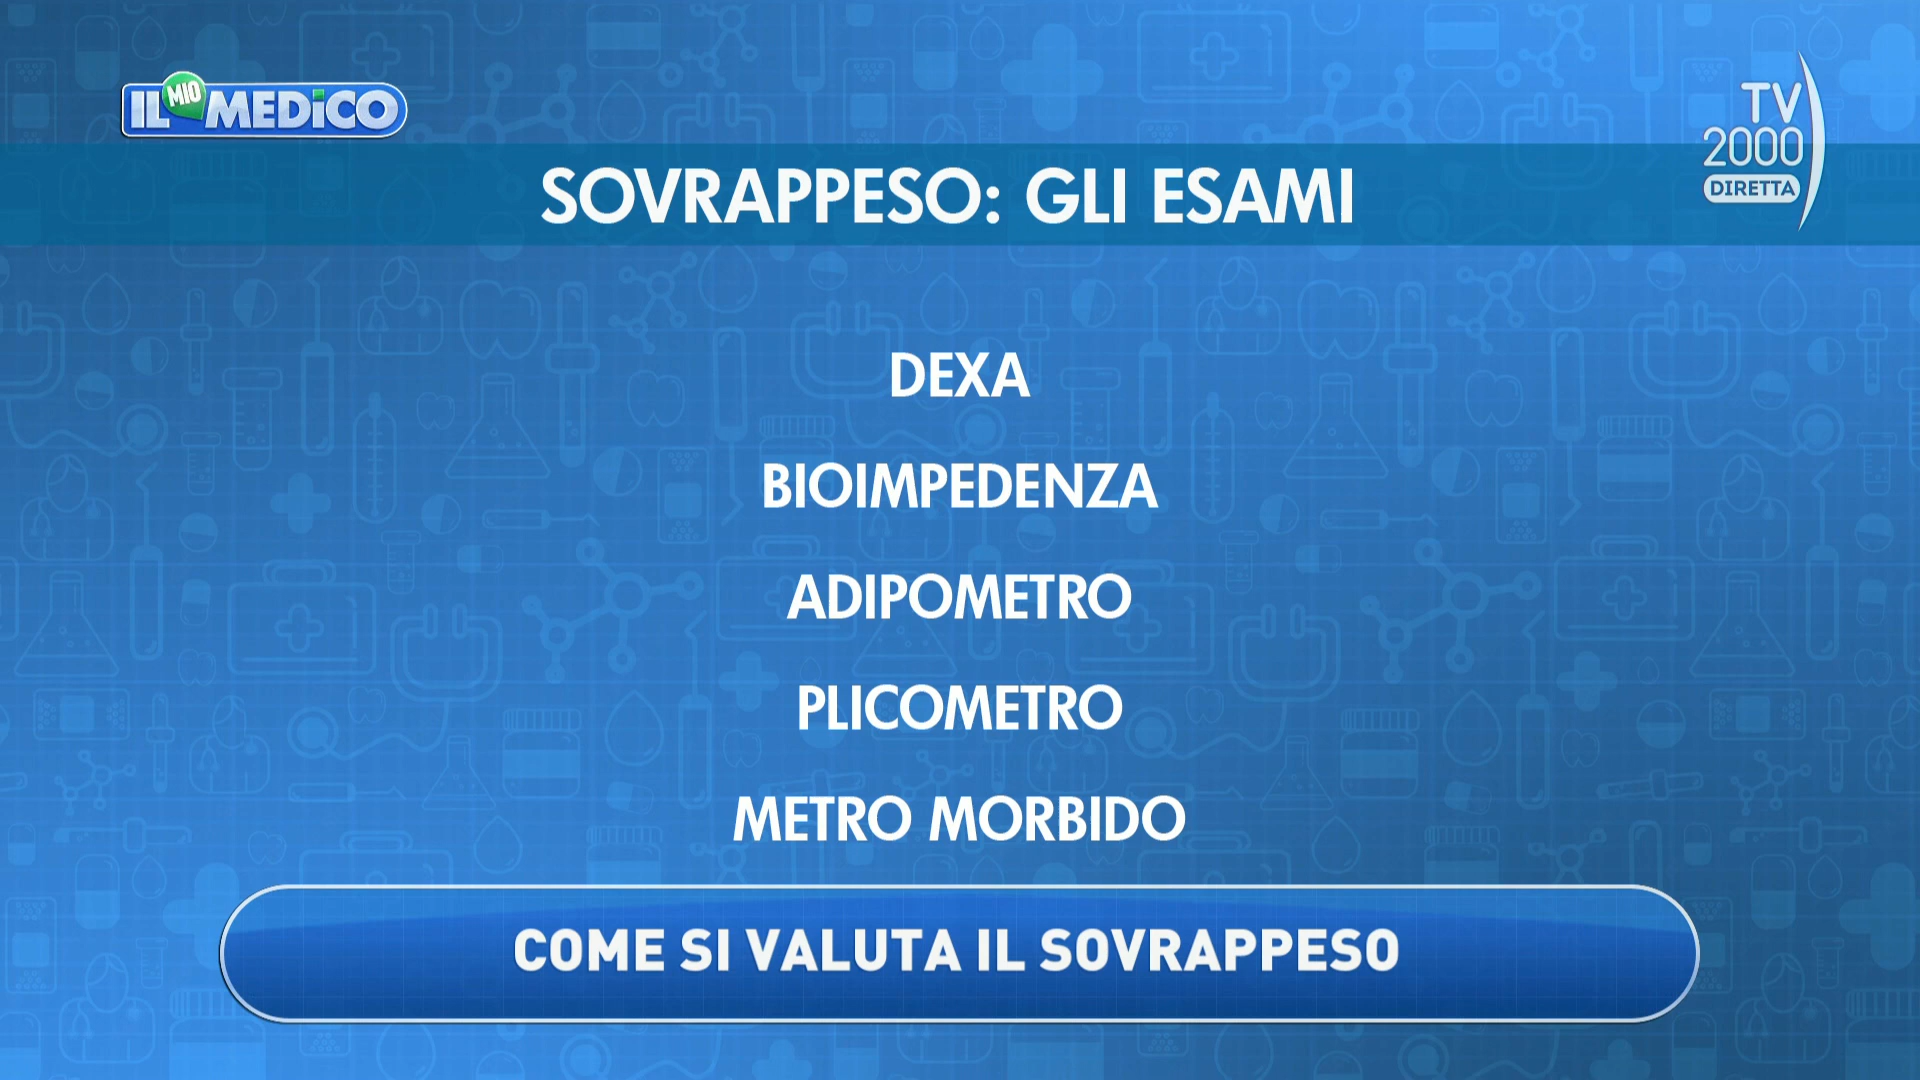 IL MIO MEDICO
TV
2000
DIRETTA
SOVRAPPESO: GLI ESAMI
DEXA
BIOIMPEDENZA
ADIPOMETRO
PLICOMETRO
METRO MORBIDO
COME SI VALUTA IL SOVRAPPESO